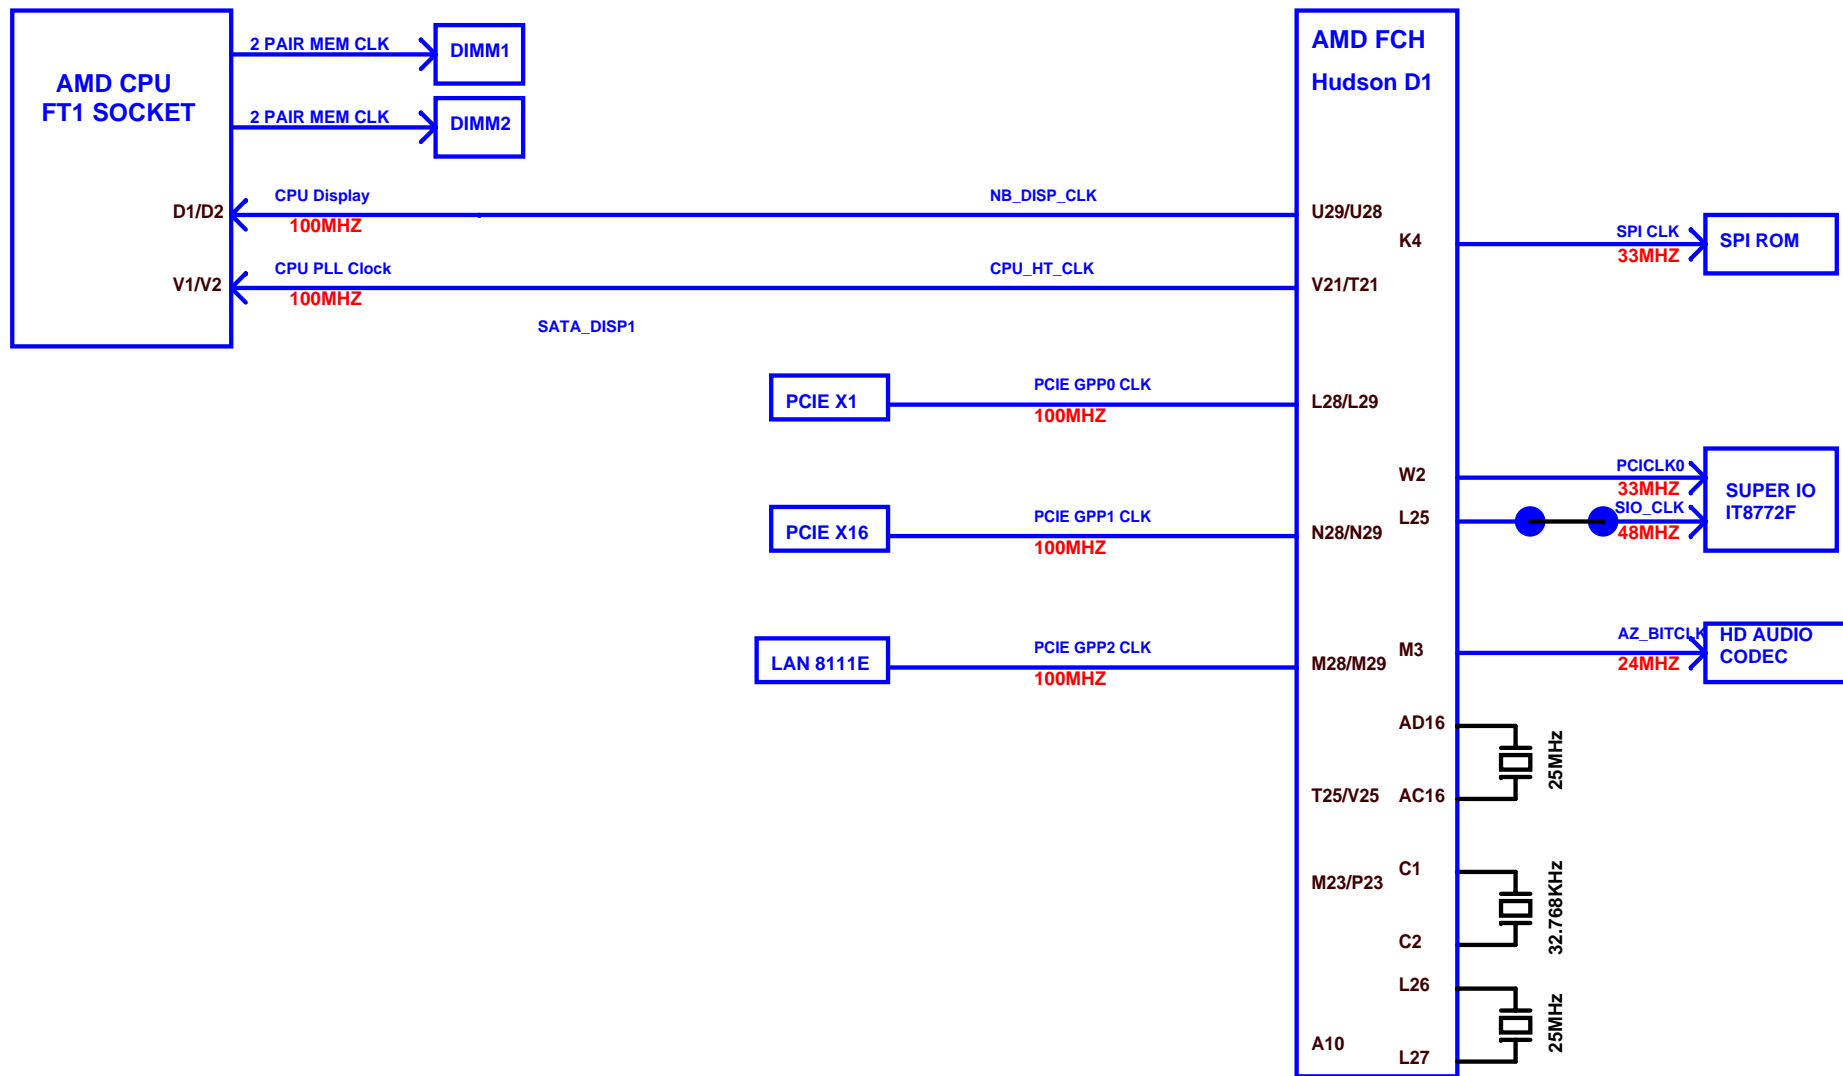 AMD CPU
FT1 SOCKET
2 PAIR MEM CLK
DIMM1
2 PAIR MEM CLK
DIMM2
D1/D2
CPU Display
100MHZ
NB_DISP_CLK
V1/V2
CPU PLL Clock
100MHZ
CPU_HT_CLK
SATA_DISP1
PCIE X1
PCIE GPP0 CLK
100MHZ
PCIE X16
PCIE GPP1 CLK
100MHZ
LAN 8111E
PCIE GPP2 CLK
100MHZ
AMD FCH
Hudson D1
U29/U28
K4
V21/T21
L28/L29
W2
L25
N28/N29
M3
M28/M29
AD16
T25/V25
AC16
C1
M23/P23
C2
L26
A10
L27
SPI CLK
33MHZ
SPI ROM
PCICLK0
33MHZ
SIO_CLK
48MHZ
SUPER IO
IT8772F
AZ_BITCLK
24MHZ
HD AUDIO
CODEC
25MHz
32.768KHz
25MHz